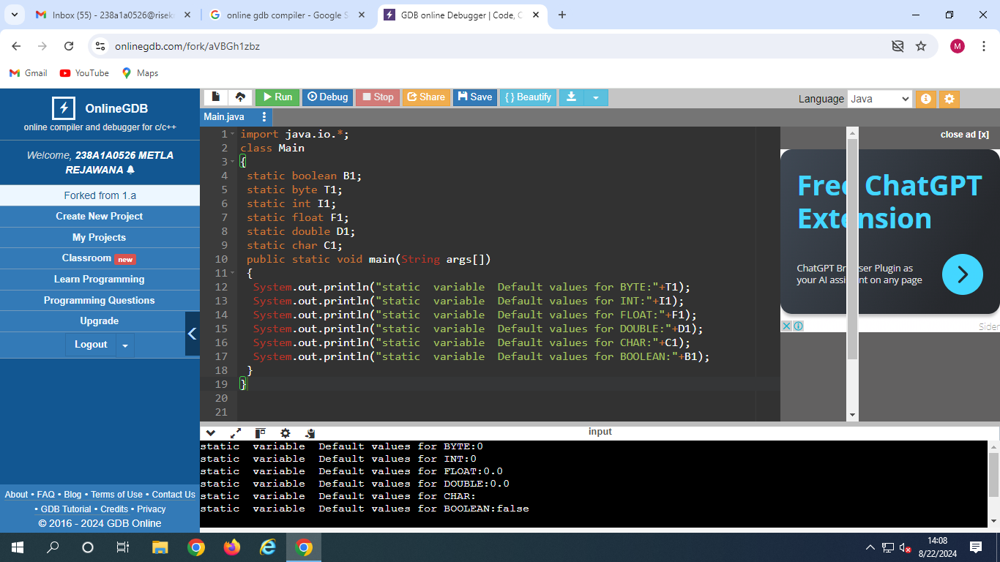 Inbox (55) - 238a1a0526@risek
online gdb compiler - Google S
GDB online Debugger | Code, C
onlinegdb.com/fork/aVBGh1zbz
M
Gmail
YouTube
Maps
OnlineGDB
online compiler and debugger for c/c++
Welcome, 238A1A0526 METLA
REJAWANA
Forked from 1.a
Create New Project
My Projects
Classroom new
Learn Programming
Programming Questions
Upgrade
Logout
About • FAQ • Blog • Terms of Use • Contact Us
• GDB Tutorial • Credits • Privacy
© 2016 - 2024 GDB Online
Run Debug Stop Share Save { } Beautify
Language Java
Main.java
1 import java.io.*;
2 class Main
3 {
4 static boolean B1;
5 static byte T1;
6 static int I1;
7 static float F1;
8 static double D1;
9 static char C1;
10 public static void main(String args[])
11 {
12 System.out.println("static  variable  Default values for BYTE:"+T1);
13 System.out.println("static  variable  Default values for INT:"+I1);
14 System.out.println("static  variable  Default values for FLOAT:"+F1);
15 System.out.println("static  variable  Default values for DOUBLE:"+D1);
16 System.out.println("static  variable  Default values for CHAR:"+C1);
17 System.out.println("static  variable  Default values for BOOLEAN:"+B1);
18 }
19 }
20
21
close ad [x]
Free ChatGPT
Extension
ChatGPT Browser Plugin as
your AI assistant on any page
Sider
input
static  variable  Default values for BYTE:0
static  variable  Default values for INT:0
static  variable  Default values for FLOAT:0.0
static  variable  Default values for DOUBLE:0.0
static  variable  Default values for CHAR:
static  variable  Default values for BOOLEAN:false
14:08
8/22/2024